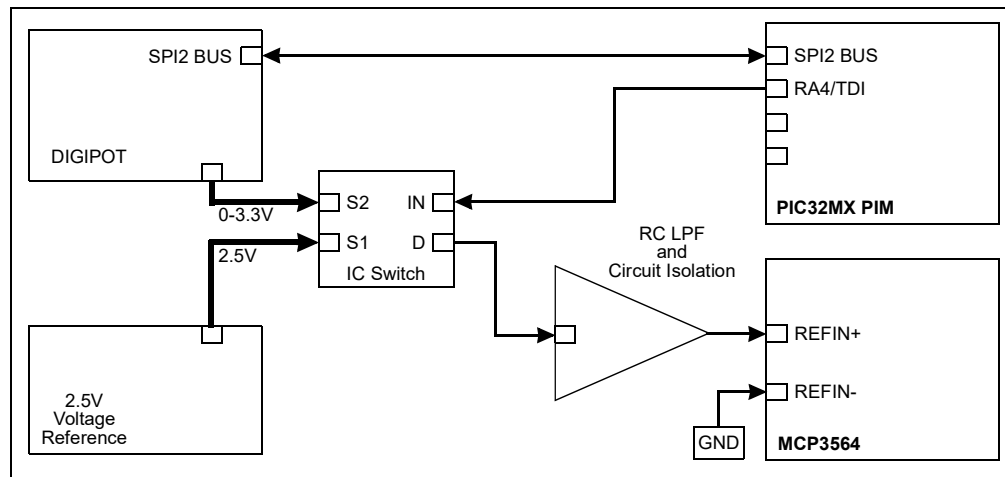 SPI2 BUS
DIGIPOT
0-3.3V
2.5V
S2
IN
S1
D
IC Switch
SPI2 BUS
RA4/TDI
PIC32MX PIM
RC LPF
and
Circuit Isolation
2.5V
Voltage
Reference
REFIN+
REFIN-
GND
MCP3564